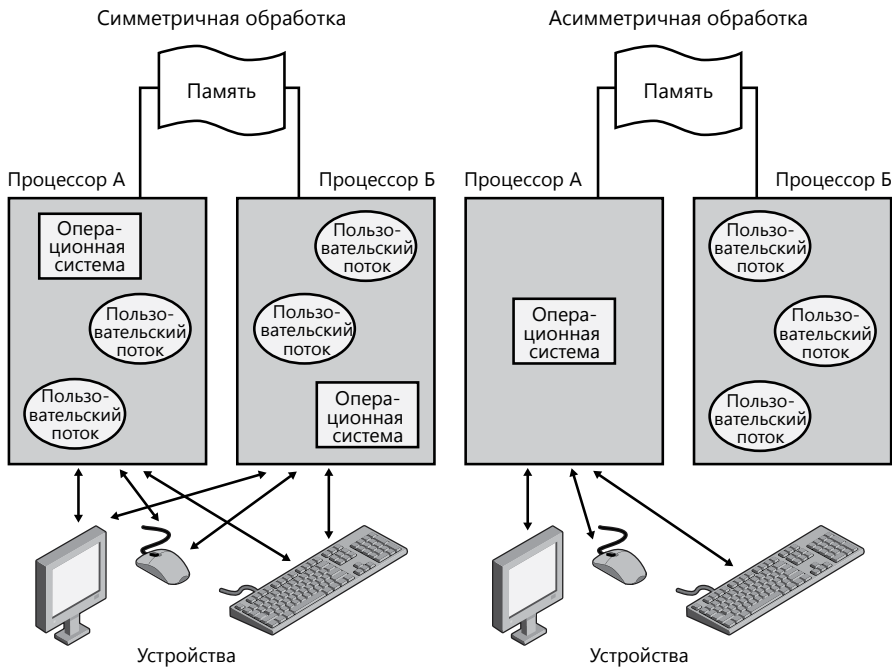 Симметричная обработка
Память
Процессор А
Процессор Б
Опера-
ционная
система
Пользо-
вательский
поток
Пользо-
вательский
поток
Пользо-
вательский
поток
Пользо-
вательский
поток
Опера-
ционная
система
Устройства
Асимметричная обработка
Память
Процессор А
Процессор Б
Опера-
ционная
система
Пользо-
вательский
поток
Пользо-
вательский
поток
Пользо-
вательский
поток
Устройства